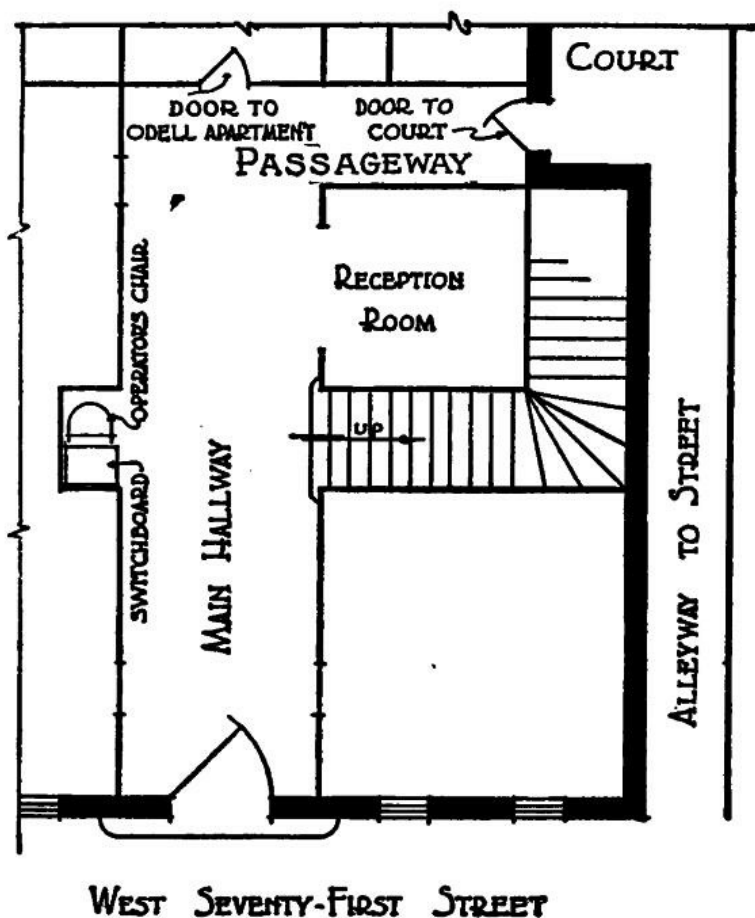 COURT
DOOR TO
ODELL APARTMENT
DOOR TO
COURT
PASSAGEWAY
RECEPTION
ROOM
OPERATORS CHAIR
UP
SWITCHBOARD
MAIN HALLWAY
ALLEYWAY TO STREET
WEST SEVENTY-FIRST STREET